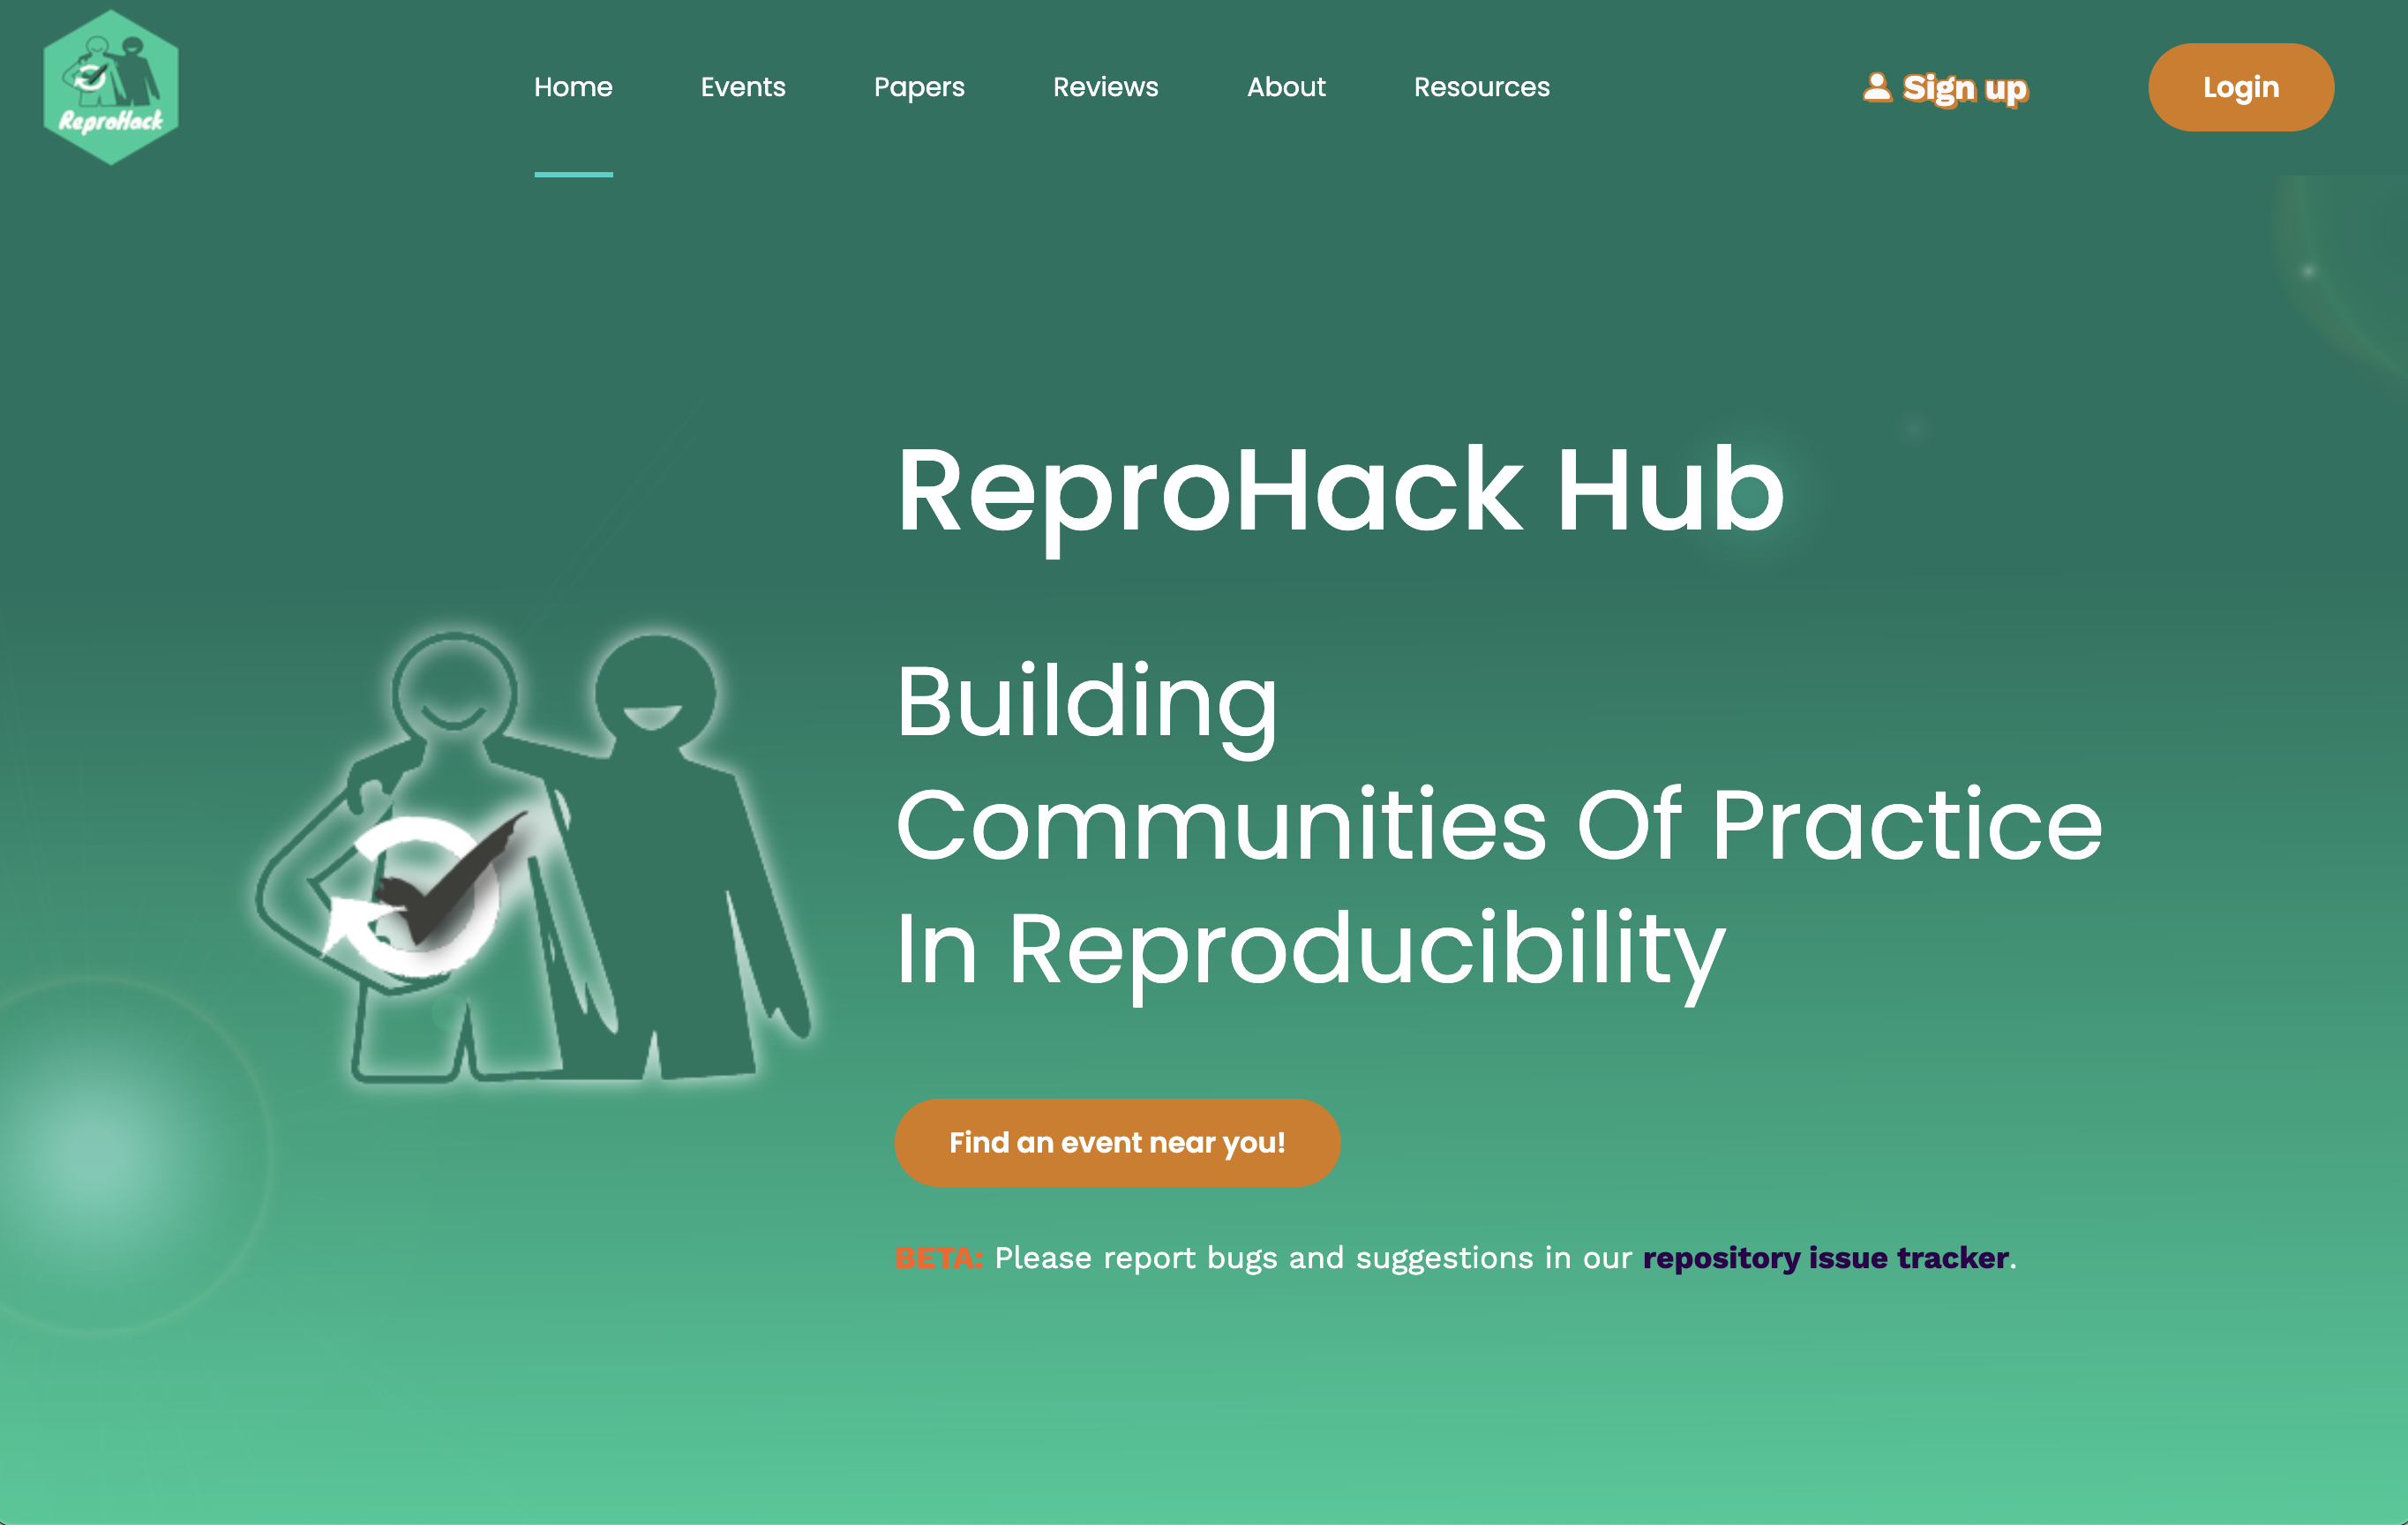 ReproHack
Home Events Papers Reviews About Resources Sign up Login
ReproHack Hub
Building
Communities Of Practice
In Reproducibility
Find an event near you!
BETA: Please report bugs and suggestions in our repository issue tracker.